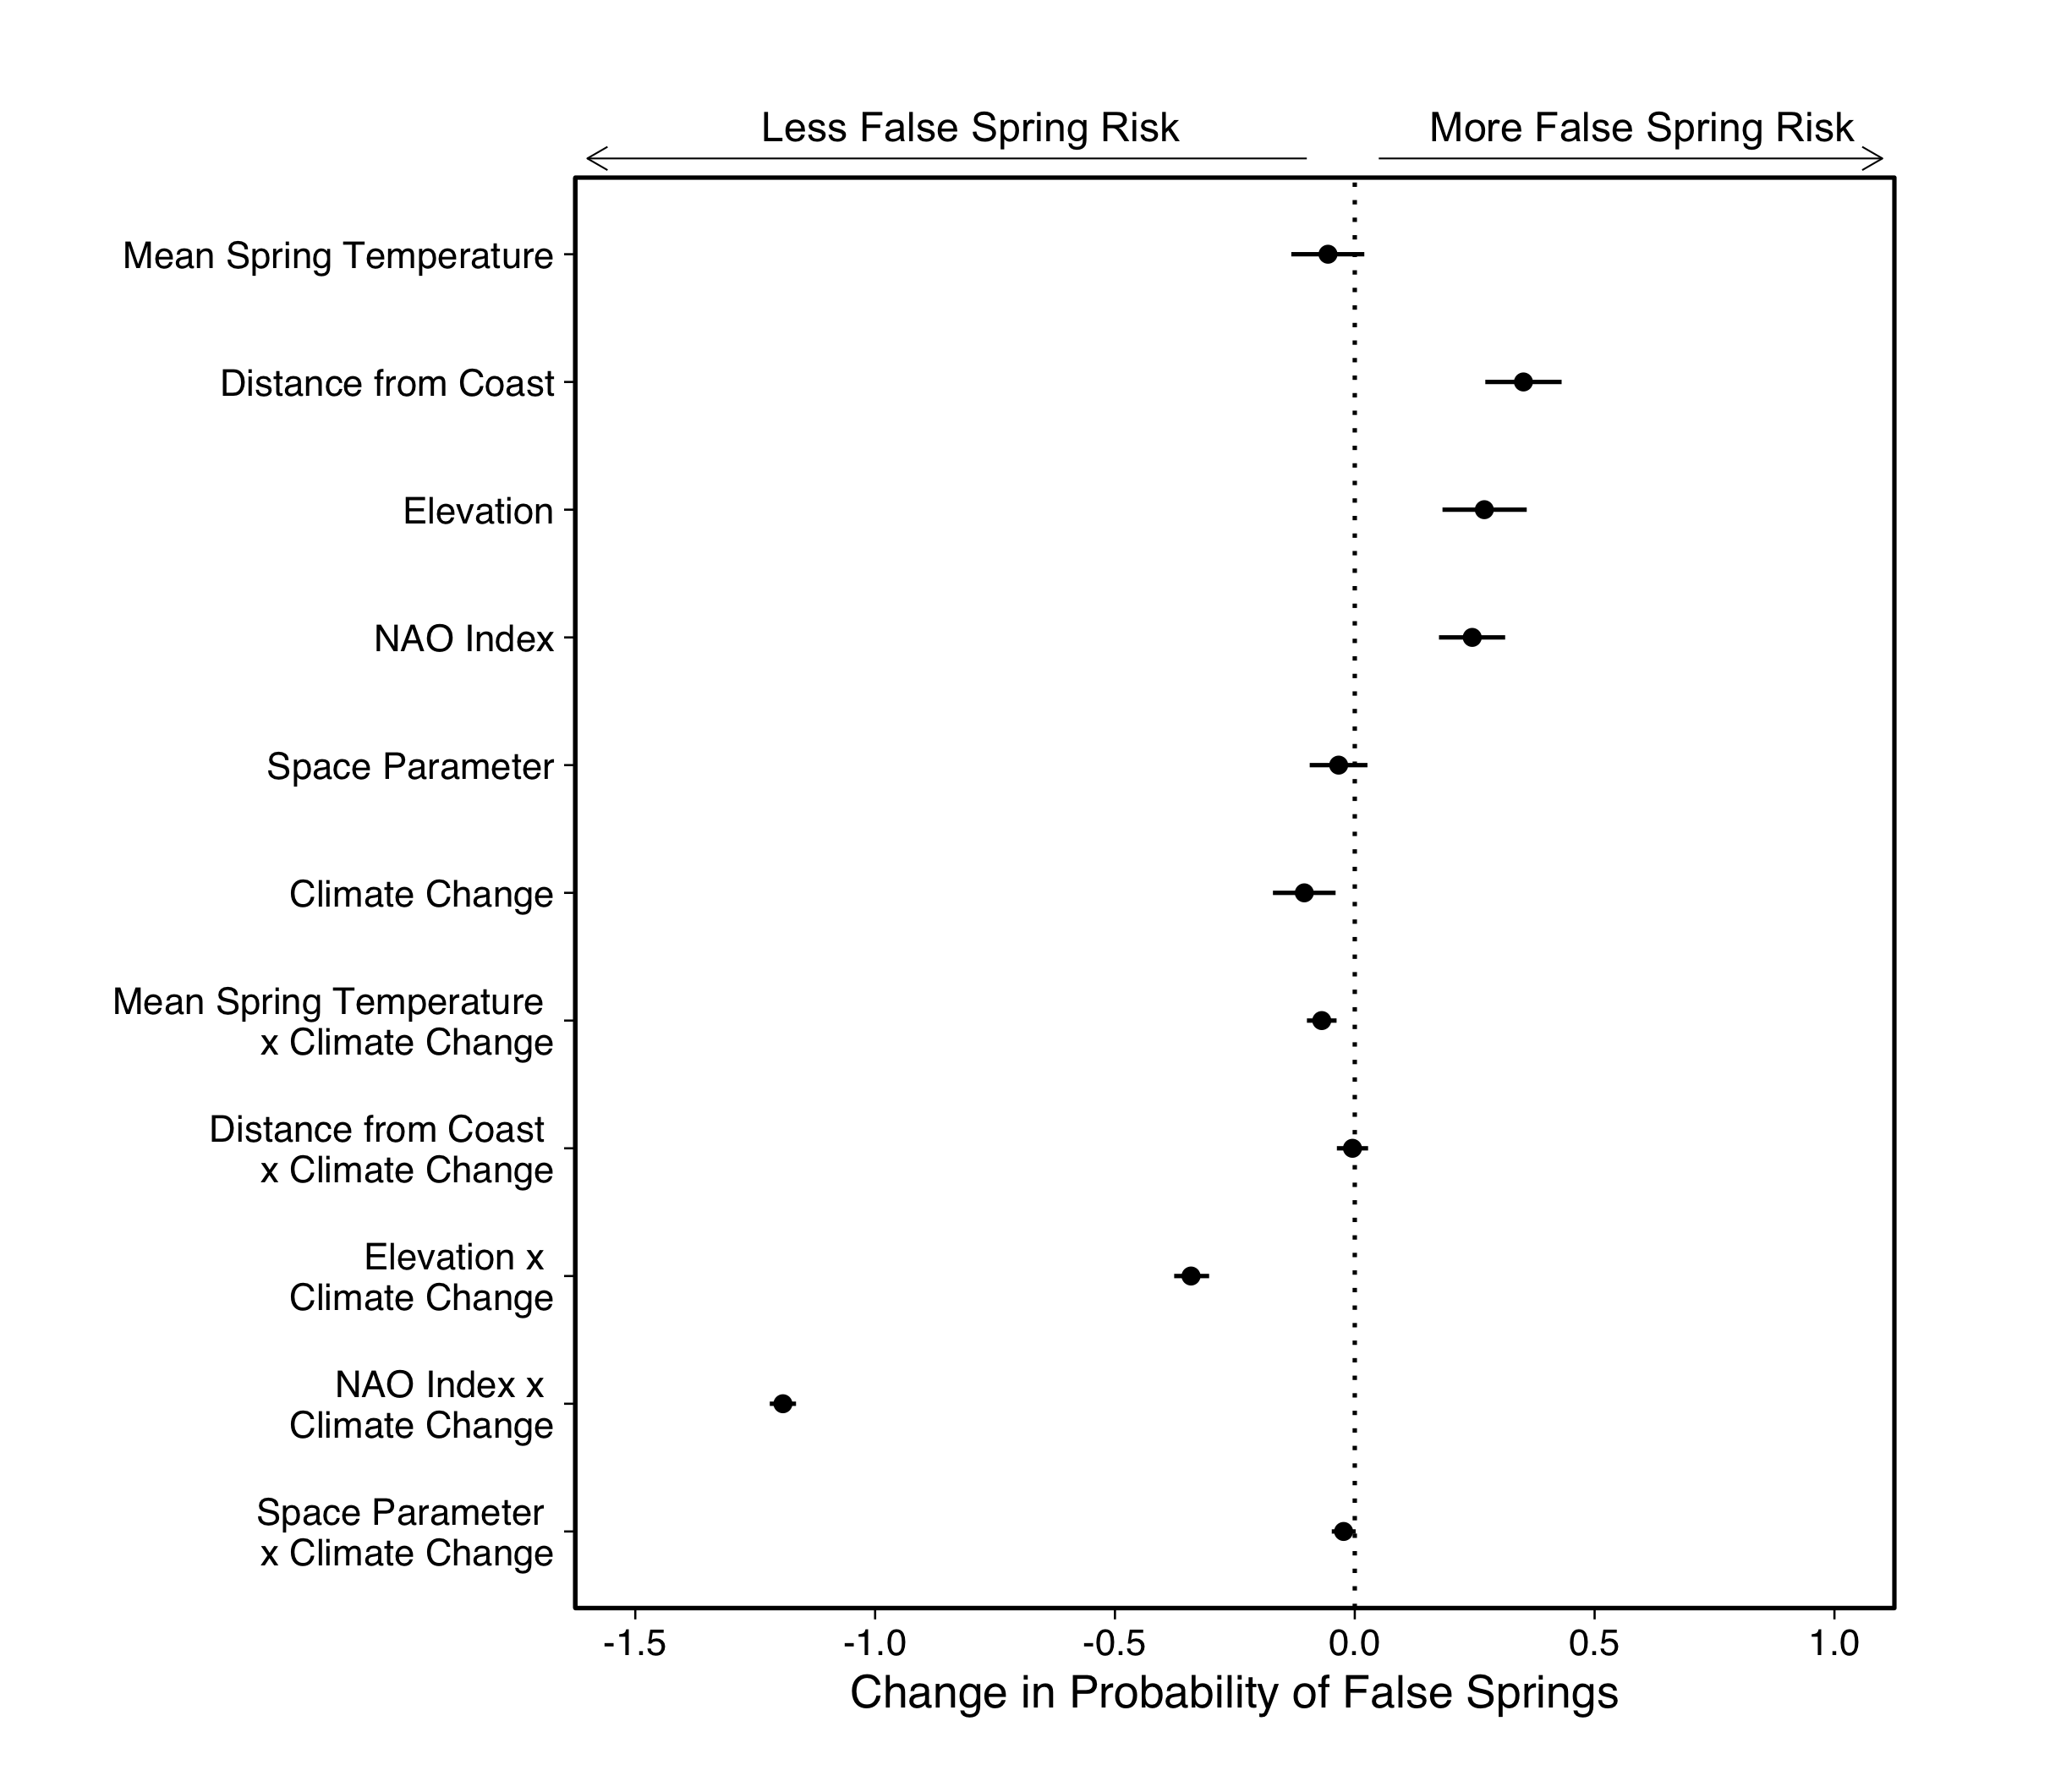 Less False Spring Risk
More False Spring Risk
Mean Spring Temperature
Distance from Coast
Elevation
NAO Index
Space Parameter
Climate Change
Mean Spring Temperature
x Climate Change
Distance from Coast
x Climate Change
Elevation x
Climate Change
NAO Index x
Climate Change
Space Parameter
x Climate Change
-1.5
-1.0
-0.5
0.0
0.5
1.0
Change in Probability of False Springs